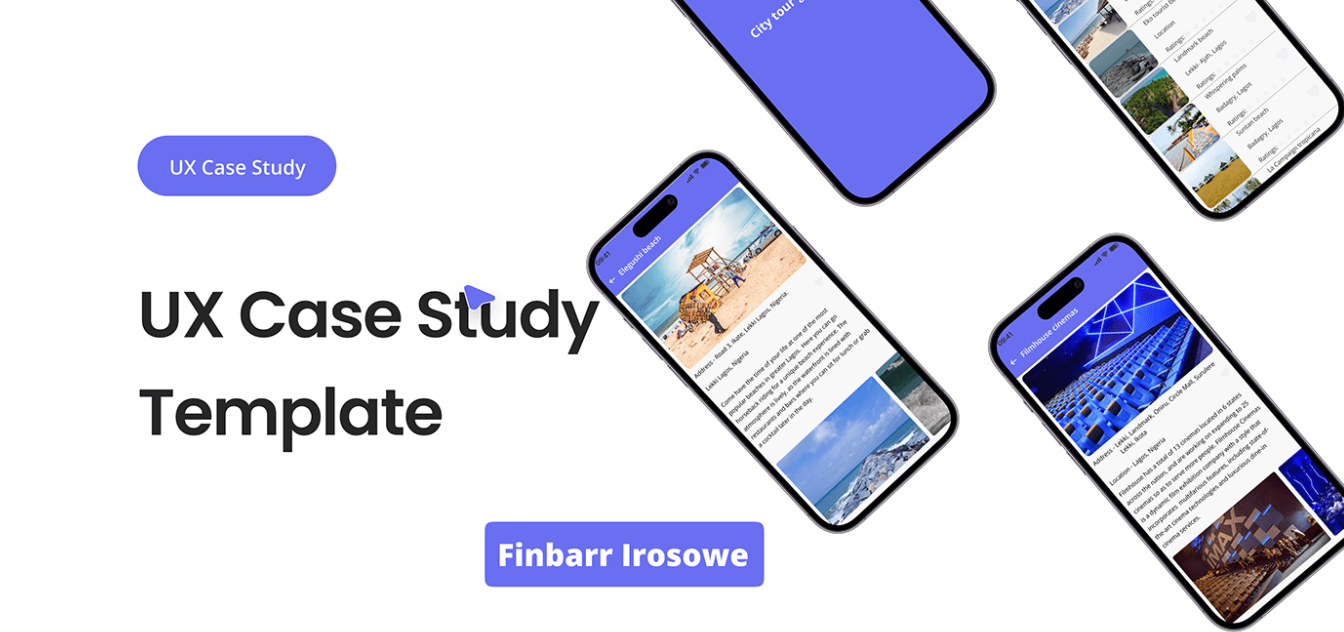 UX Case Study
UX Case Study
Template
Finbarr Irosowe
City tour
09:41
Elegushi beach
Address - Road 3, Ikate, Lekki Lagos, Nigeria.
Lekki Lagos, Nigeria
Come have the time of your life at one of the most
popular beaches in greater Lagos. Here you can go
horseback riding for a unique beach experience. The
atmosphere is lively, as the waterfront is lined with
restaurants and bars where you can sit for lunch or grab
a cocktail later in the day.
Ratings:
Eko tourist
Location
Ratings:
Landmark beach
Lekki- Ajah, Lagos
Ratings:
Whispering palms
Badagry, Lagos
Ratings:
Suntan beach
Badagry, Lagos
Ratings:
La Campaign tropicana
09:41
Filmhouse cinemas
Address - Lekki, Landmark, Oniru, Circle Mall, Surulere
Lekki, Ikota
Location - Lagos, Nigeria
Filmhouse has a total of 13 cinemas located in 6 states
across the nation, and are working on expanding to 25
cinemas so as to serve more people. Filmhouse Cinemas
is a dynamic film exhibition company with a style that
incorporates multifarious features, including state-of-
the-art cinema technologies and luxurious dine-in
cinema services.
IMAX